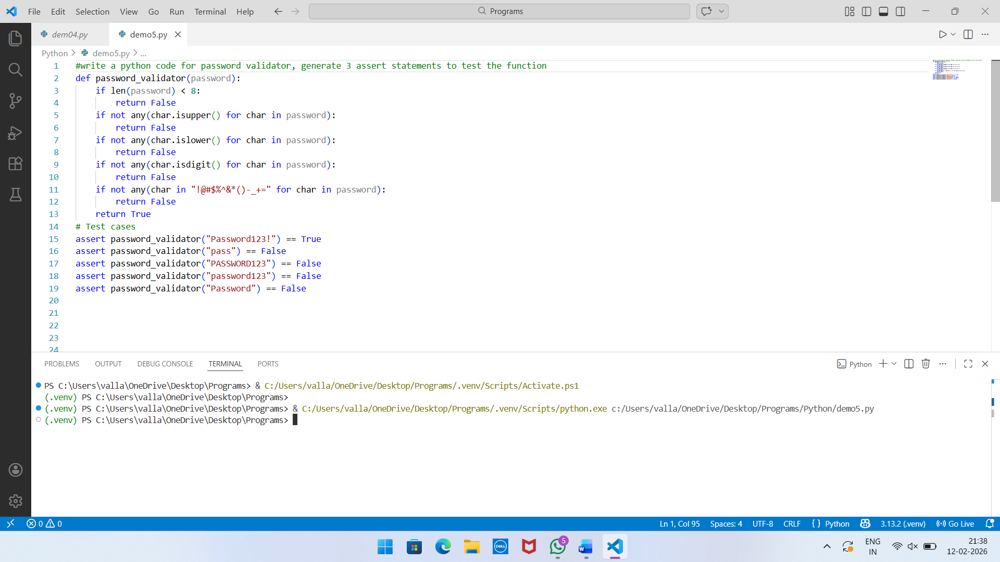 File Edit Selection View Go Run Terminal Help
Programs
dem04.py
demo5.py
Python > demo5.py > ...
1 #write a python code for password validator, generate 3 assert statements to test the function
2 def password_validator(password):
3 if len(password) < 8:
4 return False
5 if not any(char.isupper() for char in password):
6 return False
7 if not any(char.islower() for char in password):
8 return False
9 if not any(char.isdigit() for char in password):
10 return False
11 if not any(char in "!@#$%^&*()-_+=" for char in password):
12 return False
13 return True
14 # Test cases
15 assert password_validator("Password123!") == True
16 assert password_validator("pass") == False
17 assert password_validator("PASSWORD123") == False
18 assert password_validator("password123") == False
19 assert password_validator("Password") == False
20
21
22
23
24
PROBLEMS OUTPUT DEBUG CONSOLE TERMINAL PORTS
Python
PS C:\Users\valla\OneDrive\Desktop\Programs> & C:/Users/valla/OneDrive/Desktop/Programs/.venv/Scripts/Activate.ps1
(.venv) PS C:\Users\valla\OneDrive\Desktop\Programs>
(.venv) PS C:\Users\valla\OneDrive\Desktop\Programs> & C:/Users/valla/OneDrive/Desktop/Programs/.venv/Scripts/python.exe c:/Users/valla/OneDrive/Desktop/Programs/Python/demo5.py
(.venv) PS C:\Users\valla\OneDrive\Desktop\Programs>
0 0
Ln 1, Col 95 Spaces: 4 UTF-8 CRLF {} Python 3.13.2 (.venv) Go Live
DELL
5
W
ENG
IN
21:38
12-02-2026